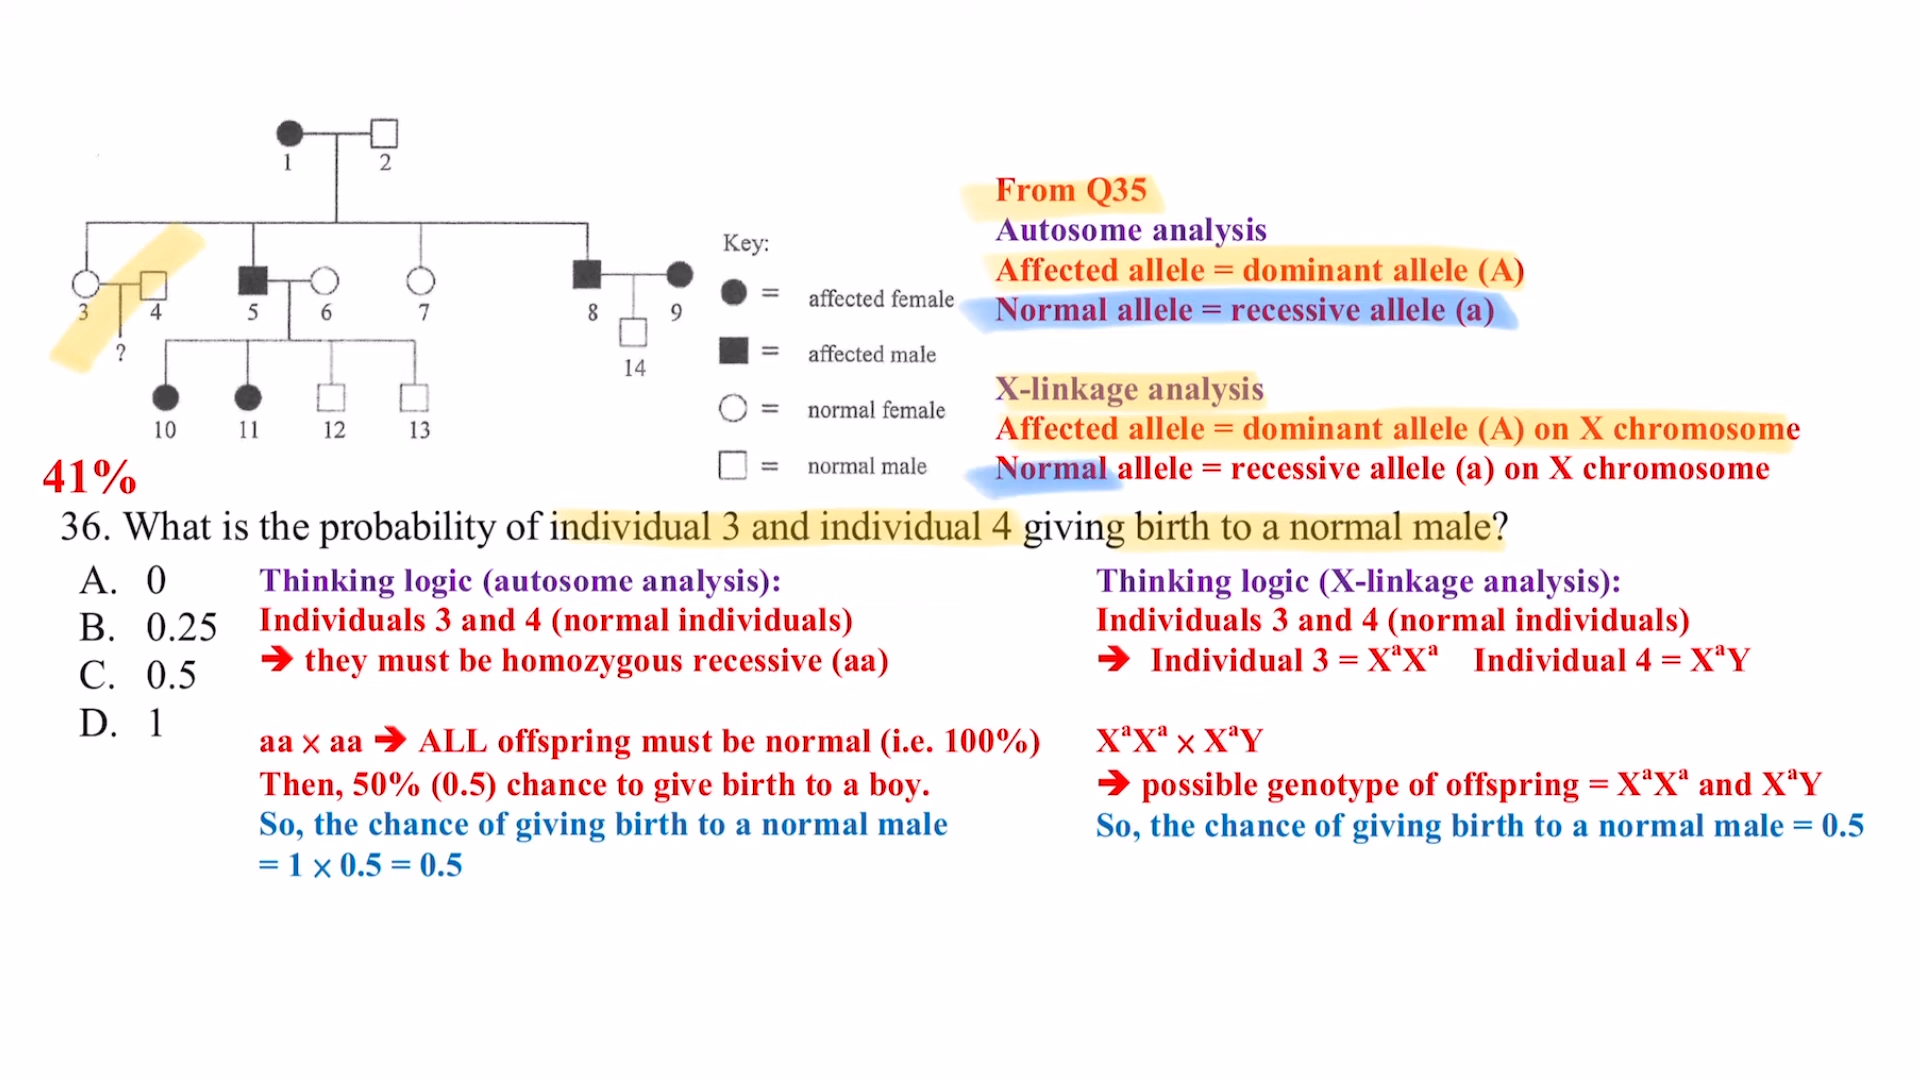 1
2
From Q35
Autosome analysis
Key:
Affected allele = dominant allele (A)
= affected female
Normal allele = recessive allele (a)
3 4 5 6 7 8 9
?
= affected male
14
X-linkage analysis
= normal female
Affected allele = dominant allele (A) on X chromosome
10 11 12 13
= normal male
Normal allele = recessive allele (a) on X chromosome
41%
36. What is the probability of individual 3 and individual 4 giving birth to a normal male?
A. 0
B. 0.25
C. 0.5
D. 1
Thinking logic (autosome analysis):
Individuals 3 and 4 (normal individuals)
➔ they must be homozygous recessive (aa)
aa x aa ➔ ALL offspring must be normal (i.e. 100%)
Then, 50% (0.5) chance to give birth to a boy.
So, the chance of giving birth to a normal male
= 1 x 0.5 = 0.5
Thinking logic (X-linkage analysis):
Individuals 3 and 4 (normal individuals)
➔ Individual 3 = XᵃXᵃ Individual 4 = XᵃY
XᵃXᵃ x XᵃY
➔ possible genotype of offspring = XᵃXᵃ and XᵃY
So, the chance of giving birth to a normal male = 0.5